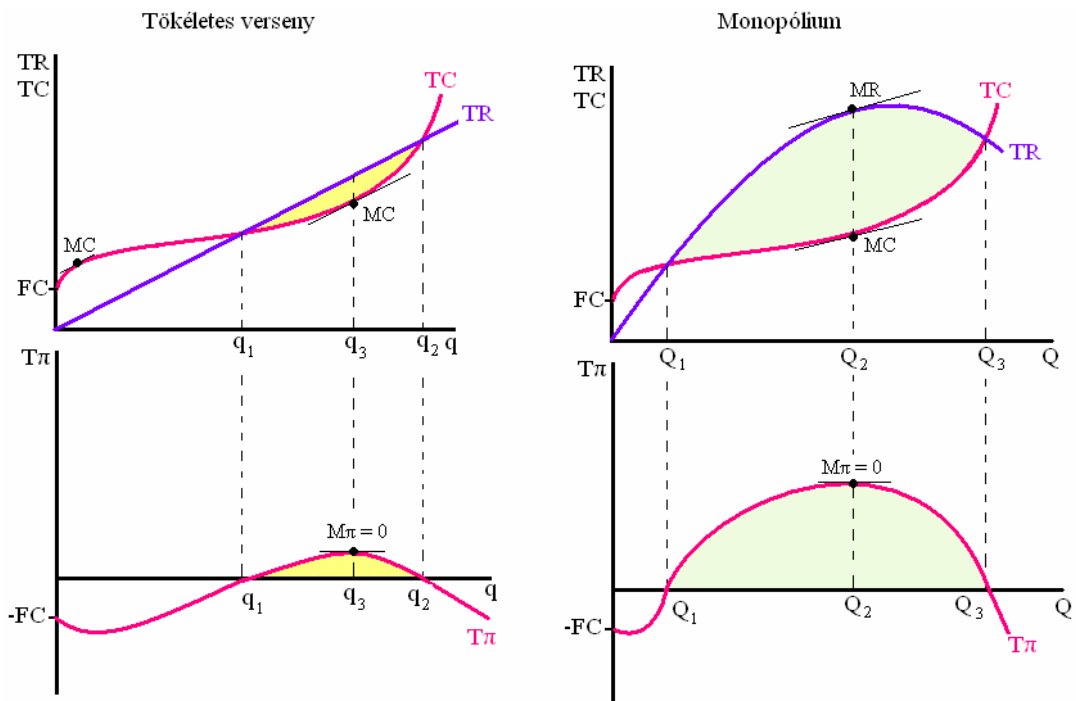 Tökéletes verseny
TR
TC
TC
TR
MC
MC
FC
q₁
q₃
q₂
q
Tπ
Mπ = 0
q₁
q₃
q₂
q
-FC
Tπ
Monopólium
TR
TC
MR
TC
TR
MC
FC
Q₁
Q₂
Q₃
Q
Tπ
Mπ = 0
Q₁
Q₂
Q₃
Q
-FC
Tπ